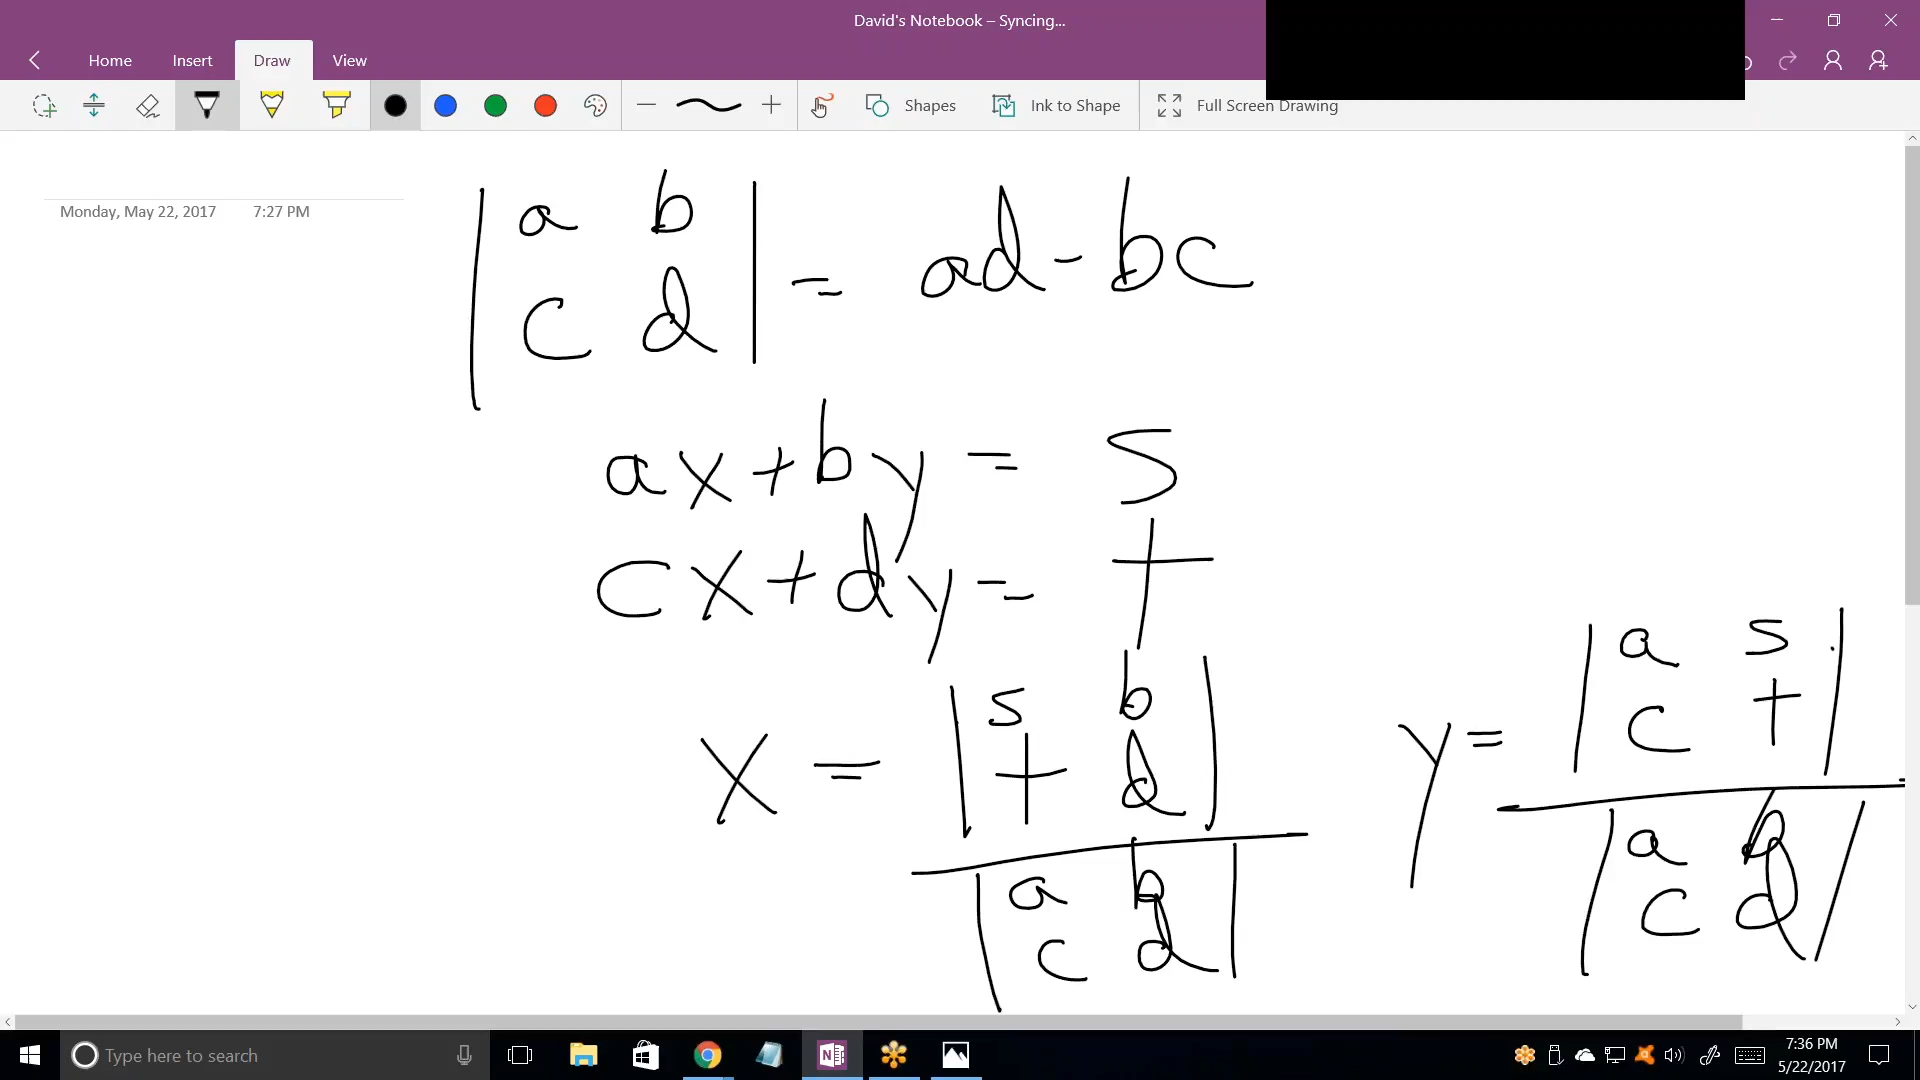 David's Notebook – Syncing...
Home Insert Draw View
Shapes Ink to Shape Full Screen Drawing
Monday, May 22, 2017 7:27 PM
| a b |
| c d | = ad - bc
ax + by = s
cx + dy = t
x = | s b |
| t d |
| a b |
| c d |
y = | a s |
| c t |
| a b |
| c d |
Type here to search
7:36 PM
5/22/2017